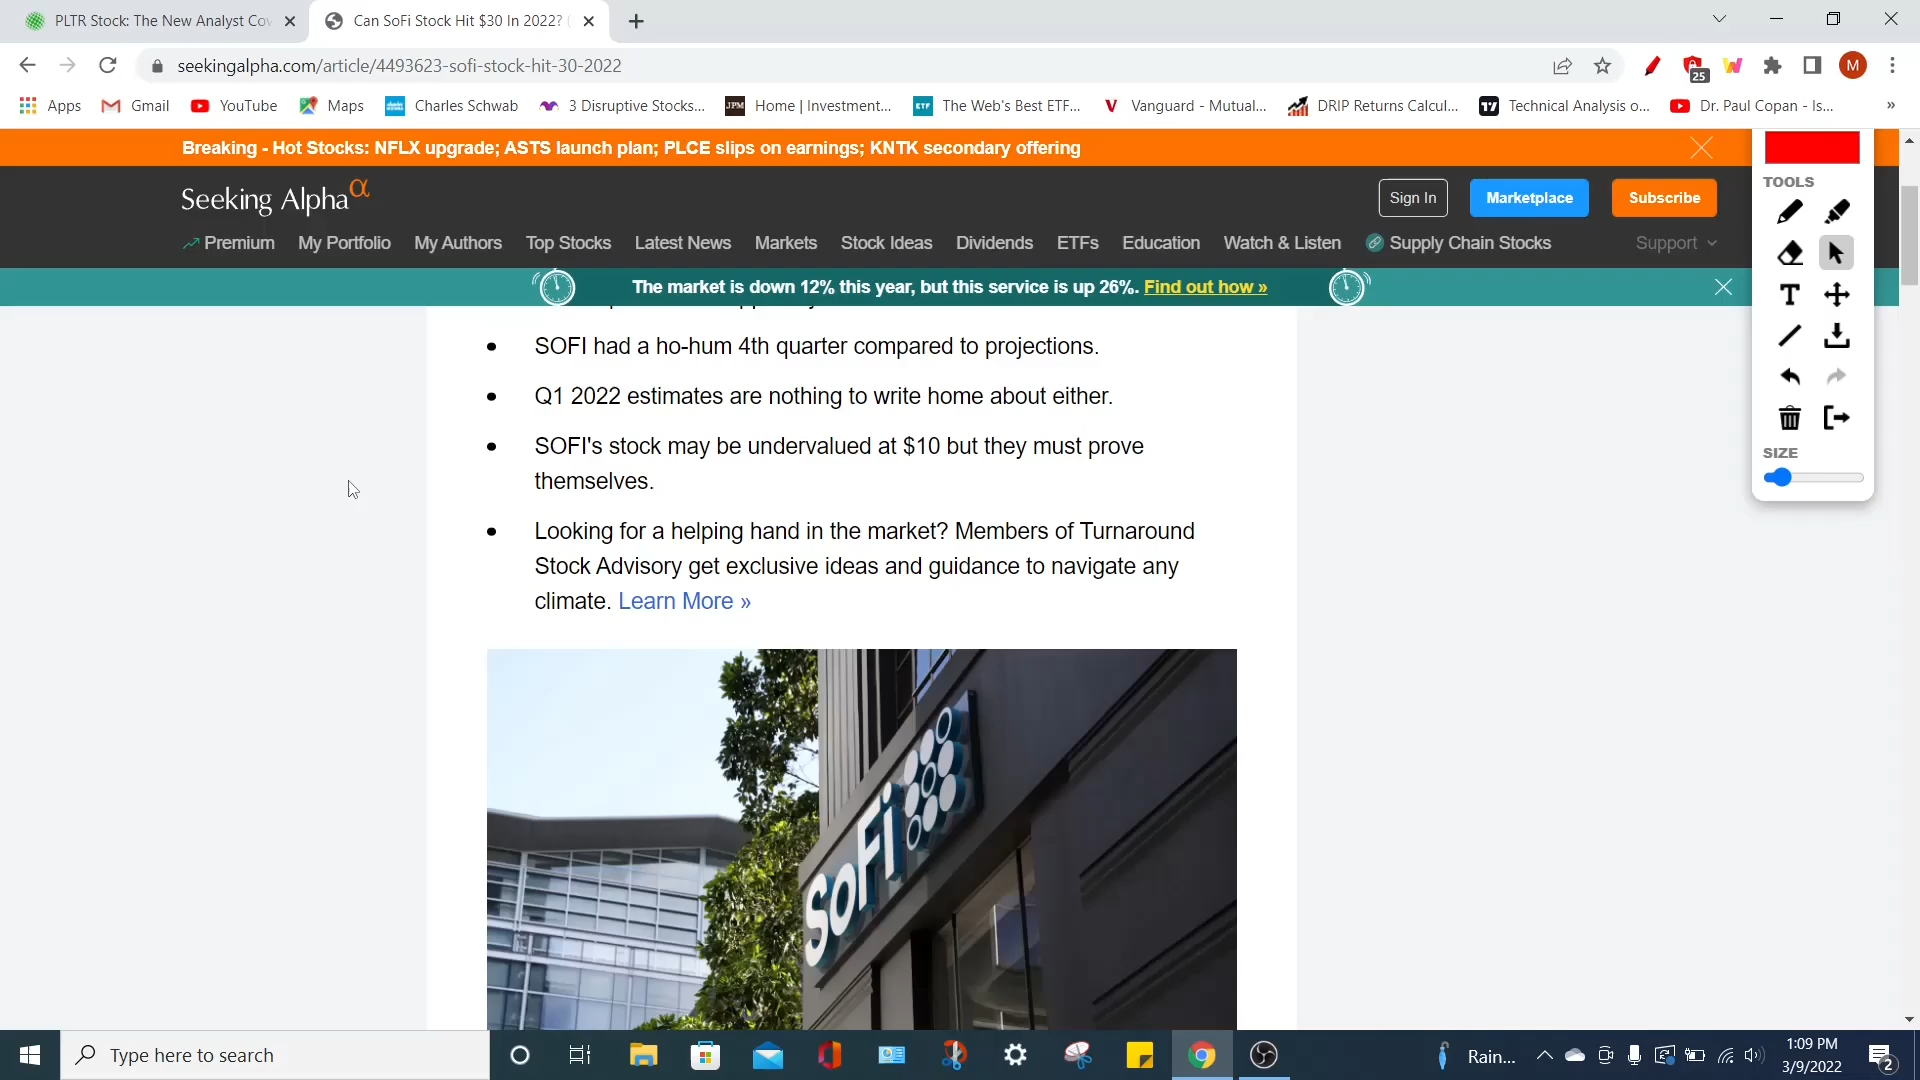 PLTR Stock: The New Analyst Cov
Can SoFi Stock Hit $30 In 2022? (
seekingalpha.com/article/4493623-sofi-stock-hit-30-2022
25
M
Apps
Gmail
YouTube
Maps
Charles Schwab
3 Disruptive Stocks...
JPM
Home | Investment...
ETF
The Web's Best ETF...
V
Vanguard - Mutual...
DRIP Returns Calcul...
Technical Analysis o...
Dr. Paul Copan - Is...
»
Breaking - Hot Stocks: NFLX upgrade; ASTS launch plan; PLCE slips on earnings; KNTK secondary offering
Seeking Alpha α
Sign In
Marketplace
Subscribe
Premium
My Portfolio
My Authors
Top Stocks
Latest News
Markets
Stock Ideas
Dividends
ETFs
Education
Watch & Listen
Supply Chain Stocks
Support
The market is down 12% this year, but this service is up 26%. Find out how »
TOOLS
T
SIZE
• SOFI had a ho-hum 4th quarter compared to projections.
• Q1 2022 estimates are nothing to write home about either.
• SOFI's stock may be undervalued at $10 but they must prove
themselves.
• Looking for a helping hand in the market? Members of Turnaround
Stock Advisory get exclusive ideas and guidance to navigate any
climate. Learn More »
SoFi
Type here to search
Rain...
1:09 PM
3/9/2022
2